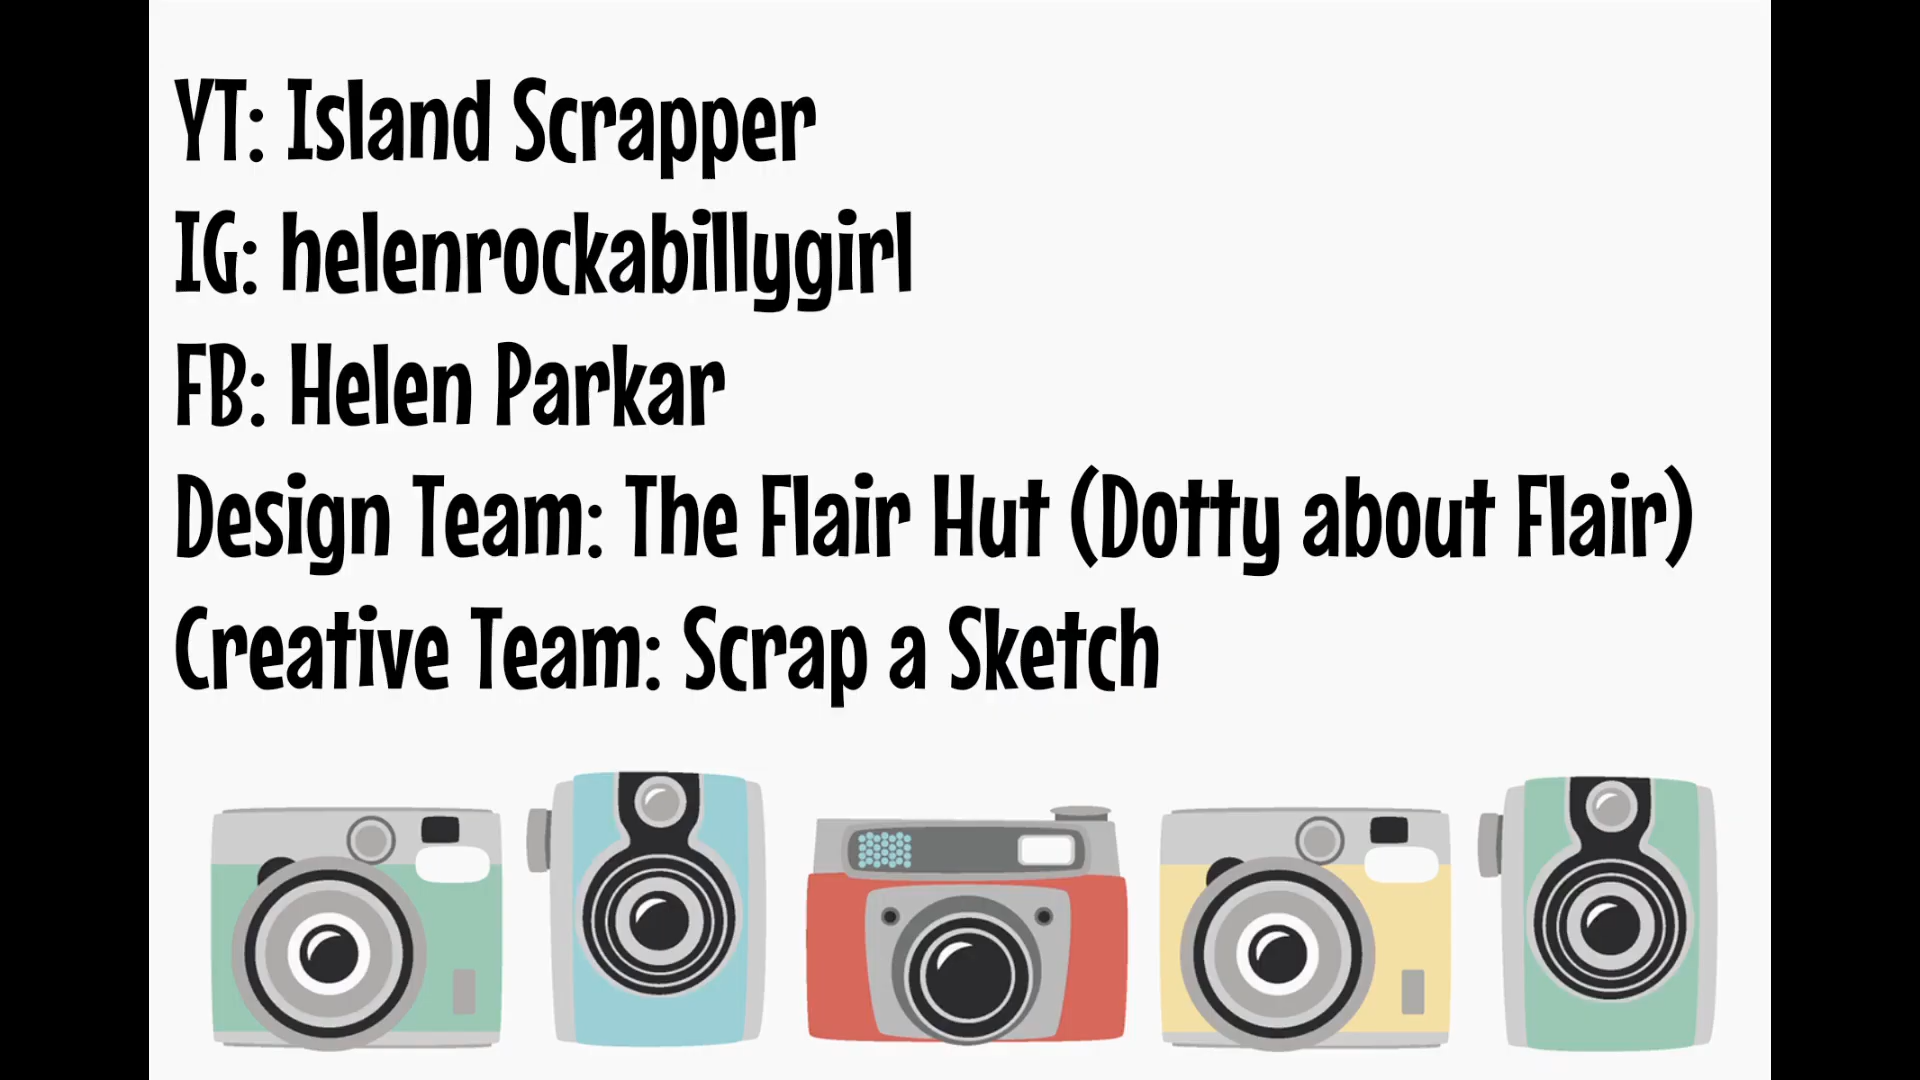 YT: Island Scrapper
IG: helenrockabillygirl
FB: Helen Parkar
Design Team: The Flair Hut (Dotty about Flair)
Creative Team: Scrap a Sketch